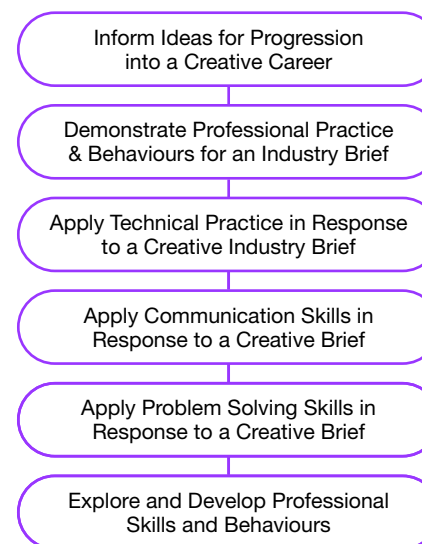 Inform Ideas for Progression
into a Creative Career
Demonstrate Professional Practice
& Behaviours for an Industry Brief
Apply Technical Practice in Response
to a Creative Industry Brief
Apply Communication Skills in
Response to a Creative Brief
Apply Problem Solving Skills in
Response to a Creative Brief
Explore and Develop Professional
Skills and Behaviours